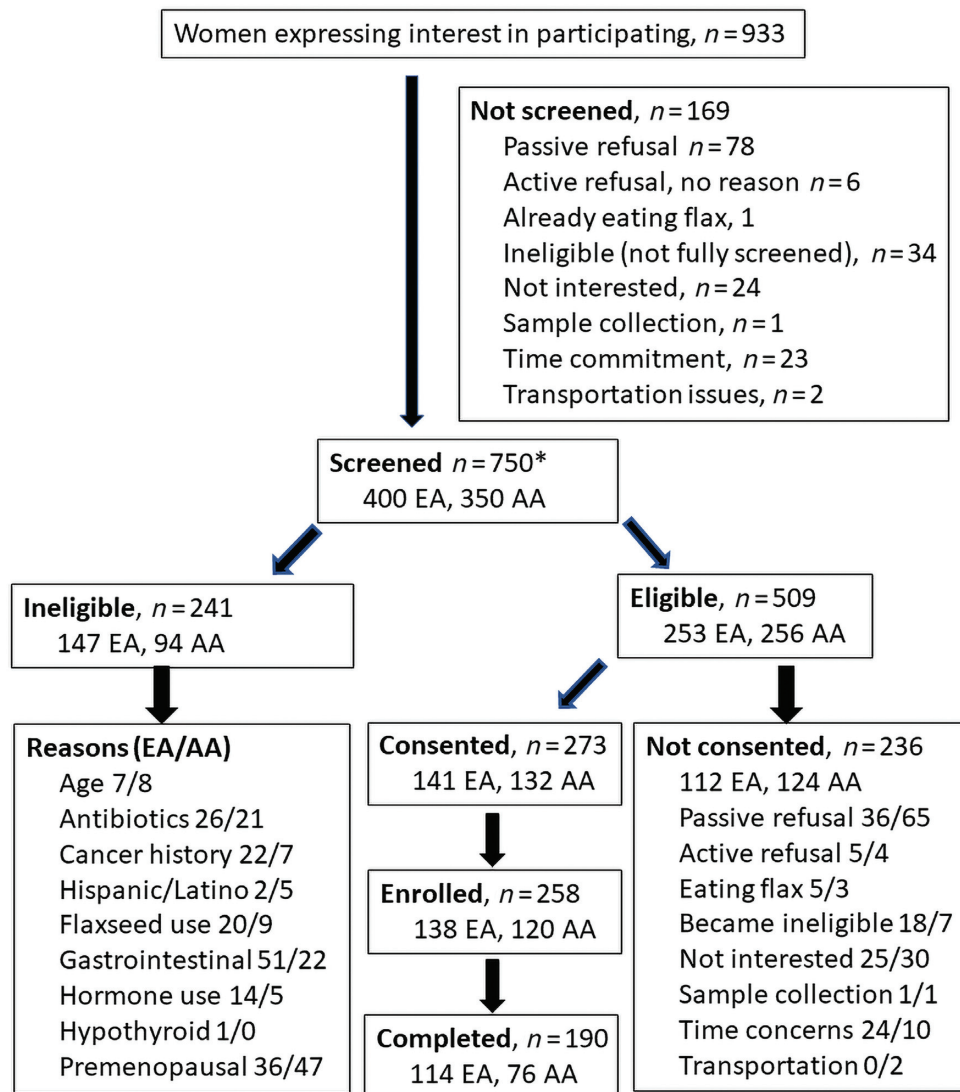 Women expressing interest in participating, n=933
Not screened, n=169
Passive refusal n=78
Active refusal, no reason n=6
Already eating flax, 1
Ineligible (not fully screened), n=34
Not interested, n=24
Sample collection, n=1
Time commitment, n=23
Transportation issues, n=2
Screened n=750*
400 EA, 350 AA
Ineligible, n=241
147 EA, 94 AA
Eligible, n=509
253 EA, 256 AA
Reasons (EA/AA)
Age 7/8
Antibiotics 26/21
Cancer history 22/7
Hispanic/Latino 2/5
Flaxseed use 20/9
Gastrointestinal 51/22
Hormone use 14/5
Hypothyroid 1/0
Premenopausal 36/47
Consented, n=273
141 EA, 132 AA
Enrolled, n=258
138 EA, 120 AA
Completed, n=190
114 EA, 76 AA
Not consented, n=236
112 EA, 124 AA
Passive refusal 36/65
Active refusal 5/4
Eating flax 5/3
Became ineligible 18/7
Not interested 25/30
Sample collection 1/1
Time concerns 24/10
Transportation 0/2